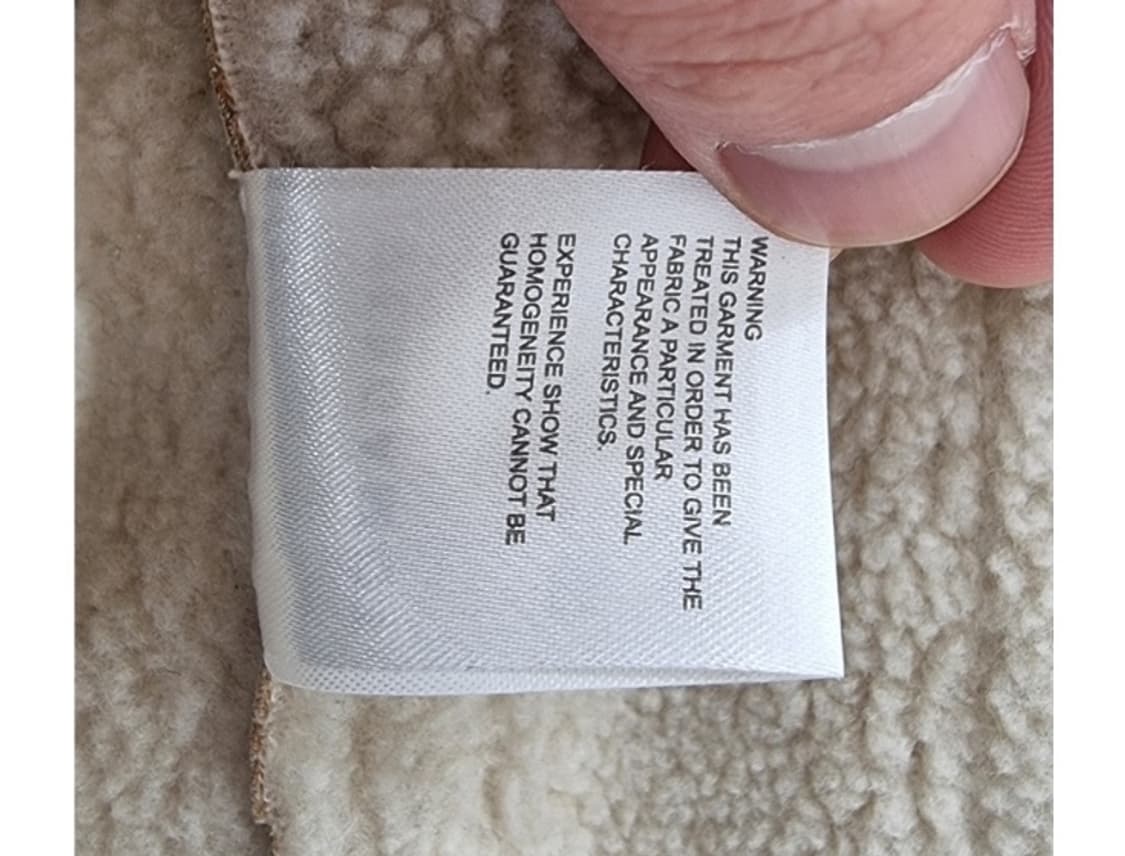 WARNING
THIS GARMENT HAS BEEN
TREATED IN ORDER TO GIVE THE
FABRIC A PARTICULAR
APPEARANCE AND SPECIAL
CHARACTERISTICS.
EXPERIENCE SHOW THAT
HOMOGENEITY CANNOT BE
GUARANTEED.